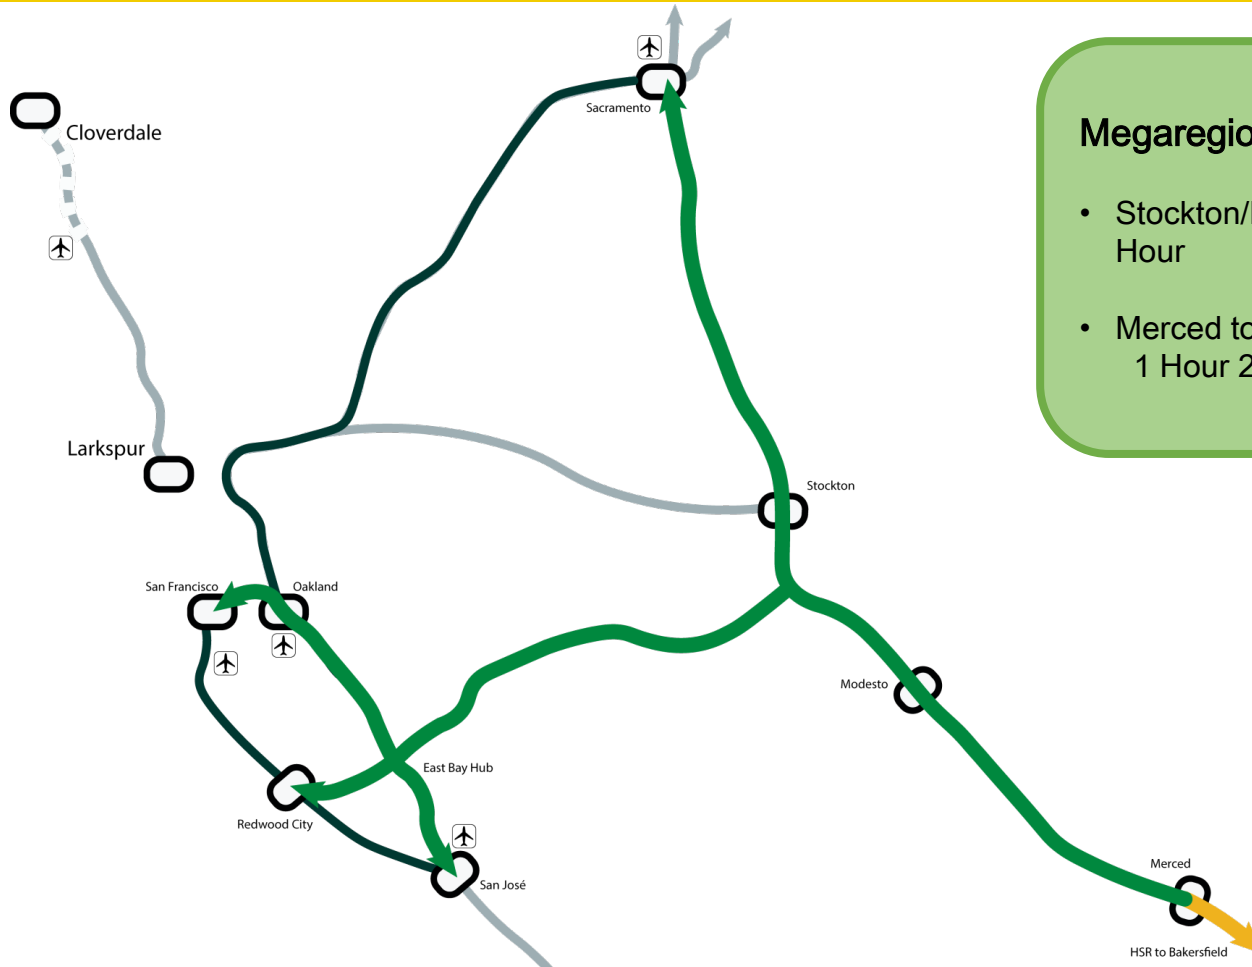 Sacramento
Cloverdale
Megaregio
• Stockton/
Hour
• Merced to
1 Hour 2
Larkspur
Stockton
San Francisco
Oakland
Modesto
East Bay Hub
Redwood City
San José
Merced
HSR to Bakersfield